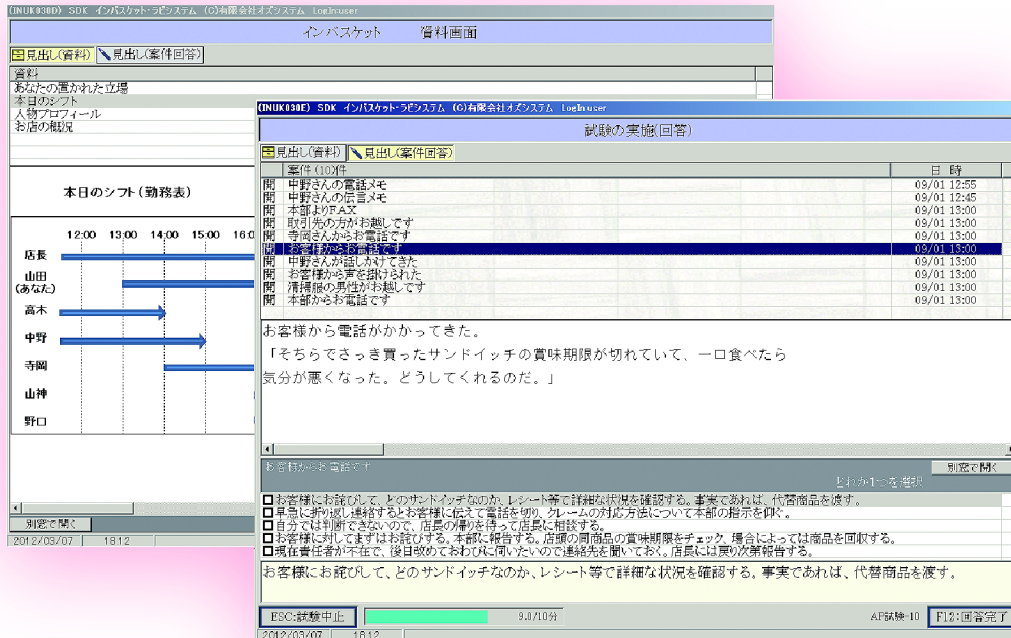 (INUK030D) SDK インバスケット・ラピシステム (C)有限会社オズシステム LogInuser
インバスケット 資料画面
見出し(資料) 見出し(案件回答)
資料
あなたの置かれた立場
本日のシフト
人物プロフィール
お店の概況
本日のシフト(勤務表)
12:00 13:00 14:00 15:00 16:0
店長
山田
(あなた)
高木
中野
寺岡
山神
野口
別窓で開く
2012/03/07 18:12
(INUK030E) SDK インバスケット・ラピシステム (C)有限会社オズシステム LogInuser
試験の実施(回答)
見出し(資料) 見出し(案件回答)
案件(10)件 日 時
開 中野さんの電話メモ 09/01 12:55
開 中野さんの伝言メモ 09/01 12:45
開 本部よりFAX 09/01 13:00
開 取引先の方がお越しです 09/01 13:00
開 寺岡さんからお電話です 09/01 13:00
開 お客様からお電話です 09/01 13:00
開 中野さんが話しかけてきた 09/01 13:00
開 お客様から声を掛けられた 09/01 13:00
開 清掃服の男性がお越しです 09/01 13:00
開 本部からお電話です 09/01 13:00
お客様から電話がかかってきた。
「そちらでさっき買ったサンドイッチの賞味期限が切れていて、一口食べたら
気分が悪くなった。どうしてくれるのだ。」
お客様からお電話です 別窓で開く
どれか1つを選択
□お客様にお詫びして、どのサンドイッチなのか、レシート等で詳細な状況を確認する。事実であれば、代替商品を渡す。
□早急に折り返し連絡するとお客様に伝えて電話を切り、クレームの対応方法について本部の指示を仰ぐ。
□自分では判断できないので、店長の帰りを待って店長に相談する。
□お客様に対してまずはお詫びする。本部に報告する。店頭の同商品の賞味期限をチェック、場合によっては商品を回収する。
□現在責任者が不在で、後日改めておわびに伺いたいので連絡先を聞いておく。店長には戻り次第報告する。
お客様にお詫びして、どのサンドイッチなのか、レシート等で詳細な状況を確認する。事実であれば、代替商品を渡す。
ESC:試験中止 9.0/10分 AP試験-10 F12:回答完了
2012/03/07 18:12